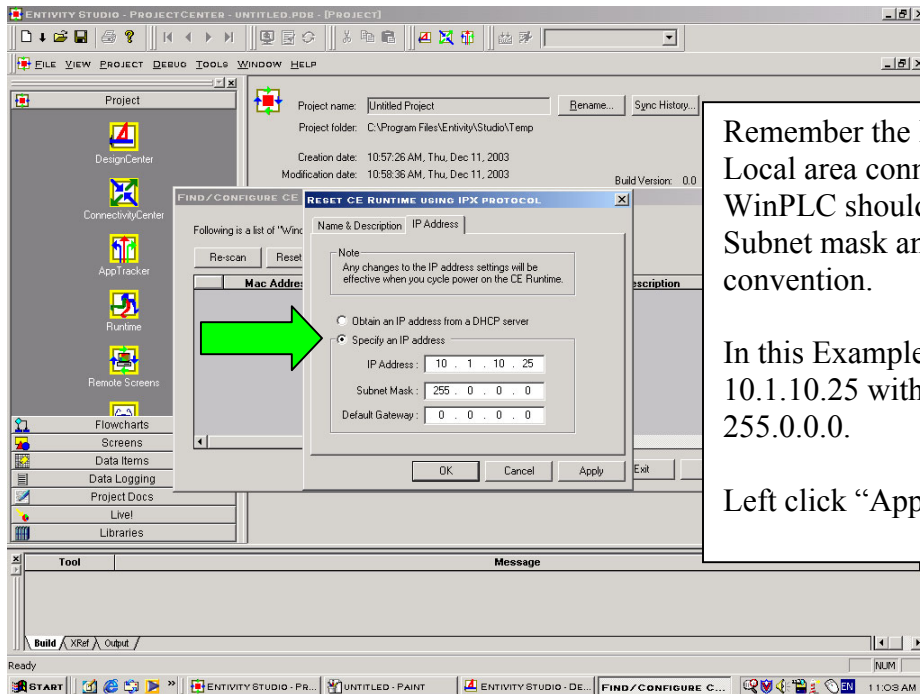 ENTIVITY STUDIO - PROJECTCENTER - UNTITLED.PDB - [PROJECT]
FILE VIEW PROJECT DEBUG TOOLS WINDOW HELP
Project
DesignCenter
ConnectivityCenter
AppTracker
Runtime
Remote Screens
Flowcharts
Screens
Data Items
Data Logging
Project Docs
Live!
Libraries
Project name: Untitled Project Rename... Sync History...
Project folder: C:\Program Files\Entivity\Studio\Temp
Creation date: 10:57:26 AM, Thu, Dec 11, 2003
Modification date: 10:58:36 AM, Thu, Dec 11, 2003
Build Version: 0.0
FIND/CONFIGURE CE
Following is a list of "Winc
Re-scan Reset
Mac Addre
escription
Exit
RESET CE RUNTIME USING IPX PROTOCOL
Name & Description IP Address
Note
Any changes to the IP address settings will be
effective when you cycle power on the CE Runtime.
Obtain an IP address from a DHCP server
Specify an IP address
IP Address : 10 . 1 . 10 . 25
Subnet Mask : 255 . 0 . 0 . 0
Default Gateway : 0 . 0 . 0 . 0
OK Cancel Apply
Remember the
Local area conn
WinPLC should
Subnet mask an
convention.
In this Example
10.1.10.25 with
255.0.0.0.
Left click “App
Tool Message
Build XRef Output
Ready
NUM
START
ENTIVITY STUDIO - PR...
UNTITLED - PAINT
ENTIVITY STUDIO - DE...
FIND/CONFIGURE C...
EN
11:03 AM